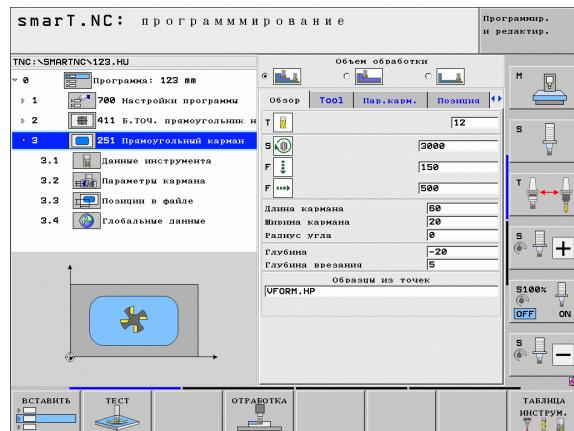 smarT.NC: программмирование
Программир. и редактир.
TNC:\SMARTNC\123.HU
0 Программа: 123 mm
1 700 Настройки программы
2 411 Б.ТОЧ. прямоугольник н
3 251 Прямоугольный карман
3.1 Данные инструмента
3.2 Параметры кармана
3.3 Позиции в файле
3.4 Глобальные данные
Объем обработки
Обзор Tool Пар.карм. Позиция
T 12
S 3000
F 150
F 500
Длина кармана 60
Ширина кармана 20
Радиус угла 0
Глубина -20
Глубина врезания 5
Образцы из точек
VFORM.HP
M
S
T
S
S100%
OFF ON
S
ВСТАВИТЬ
ТЕСТ
ОТРАБОТКА
ТАБЛИЦА ИНСТРУМ.